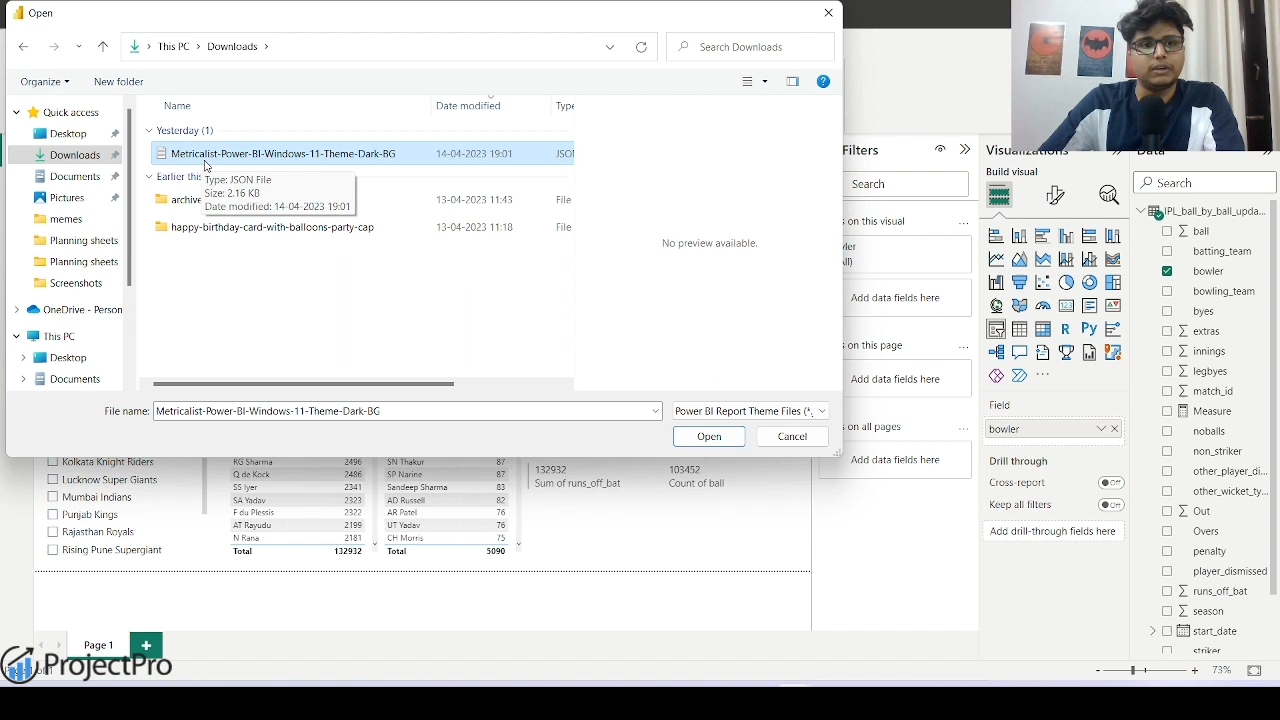 Open
This PC > Downloads >
Search Downloads
Organize
New folder
Name
Date modified
Type
Quick access
Desktop
Downloads
Documents
Pictures
memes
Planning sheets
Planning sheets
Screenshots
OneDrive - Person
This PC
Desktop
Documents
Yesterday (1)
Metricalist-Power-BI-Windows-11-Theme-Dark-BG
14-04-2023 19:01
JSON
Earlier this
archive
13-04-2023 11:43
File
happy-birthday-card-with-balloons-party-cap
13-04-2023 11:18
File
Type: JSON File
Size: 2.16 KB
Date modified: 14-04-2023 19:01
No preview available.
File name:
Metricalist-Power-BI-Windows-11-Theme-Dark-BG
Power BI Report Theme Files (*.
Open
Cancel
Kolkata Knight Riders
Lucknow Super Giants
Mumbai Indians
Punjab Kings
Rajasthan Royals
Rising Pune Supergiant
RG Sharma 2496
Q de Kock 2486
SS Iyer 2341
SA Yadav 2323
F du Plessis 2322
AT Rayudu 2199
N Rana 2181
Total 132932
SN Thakur 87
SP Narine 84
Sandeep Sharma 83
AD Russell 82
AR Patel 76
UT Yadav 76
CH Morris 75
Total 5090
132932
Sum of runs_off_bat
103452
Count of ball
Page 1
73%
ProjectPro
Filters
Search
s on this visual
ler
ll)
Add data fields here
s on this page
Add data fields here
s on all pages
Add data fields here
Visualizations
Build visual
R
Py
Field
bowler
Drill through
Cross-report
Off
Keep all filters
Off
Add drill-through fields here
Data
Search
IPL_ball_by_ball_upda...
ball
batting_team
bowler
bowling_team
byes
extras
innings
legbyes
match_id
Measure
noballs
non_striker
other_player_di...
other_wicket_ty...
Out
Overs
penalty
player_dismissed
runs_off_bat
season
start_date
striker